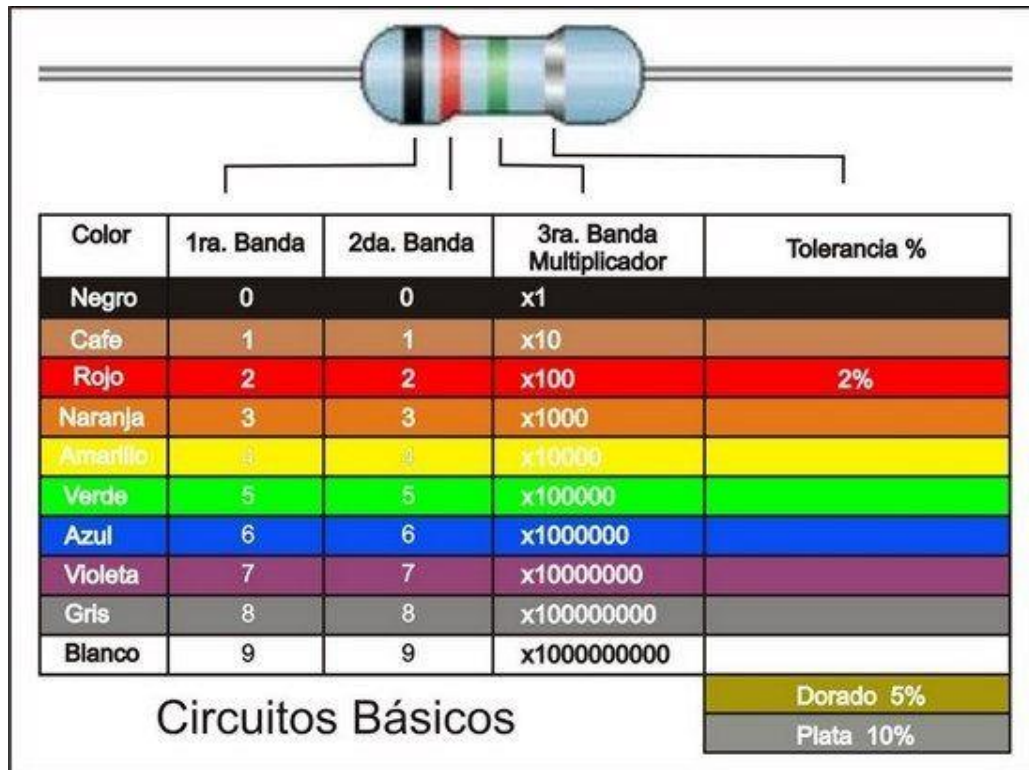 Color 1ra. Banda 2da. Banda 3ra. Banda Multiplicador Tolerancia %
Negro 0 0 x1
Cafe 1 1 x10
Rojo 2 2 x100 2%
Naranja 3 3 x1000
Amarillo 4 4 x10000
Verde 5 5 x100000
Azul 6 6 x1000000
Violeta 7 7 x10000000
Gris 8 8 x100000000
Blanco 9 9 x1000000000
Dorado 5%
Plata 10%
Circuitos Básicos